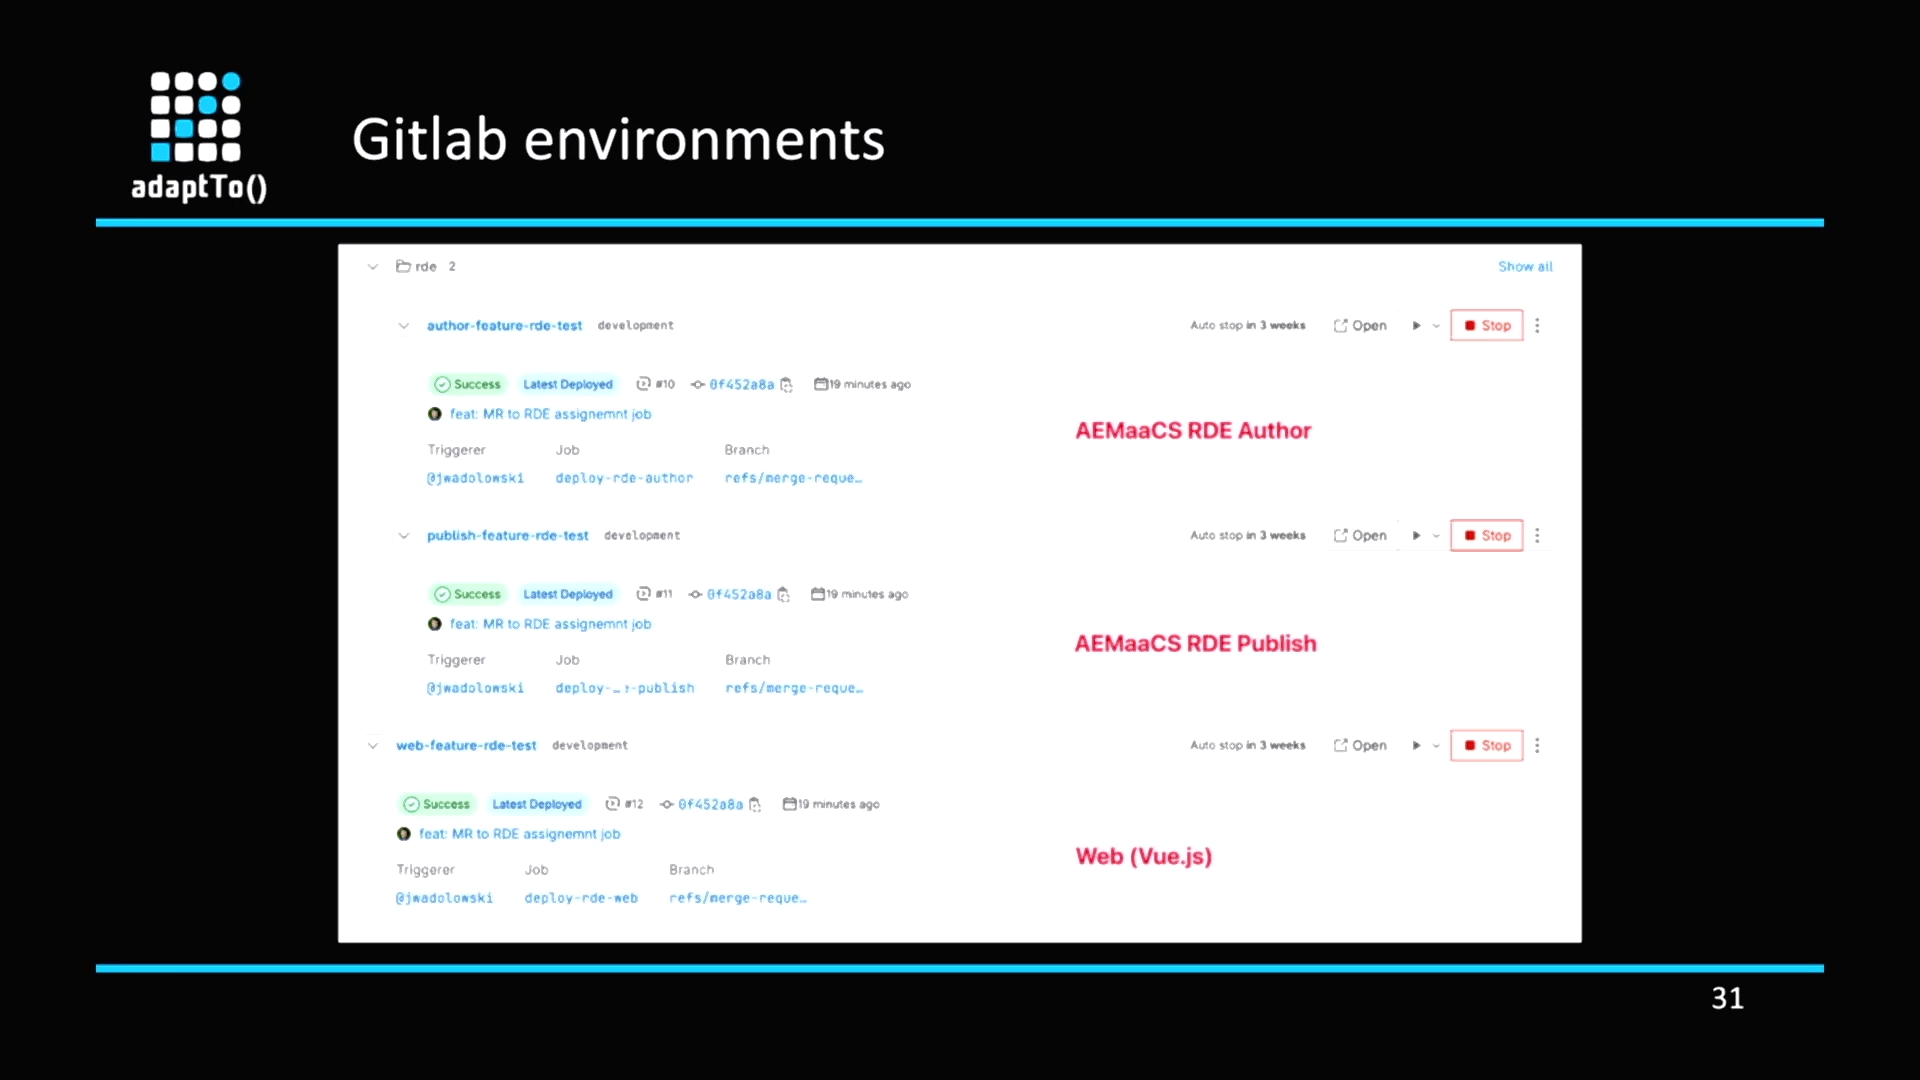 adaptTo()
Gitlab environments
rde 2 Show all
author-feature-rde-test development Auto stop in 3 weeks Open Stop
Success Latest Deployed #10 0f452a8a 19 minutes ago
feat: MR to RDE assignemnt job
AEMaaCS RDE Author
Triggerer Job Branch
@jwadolowski deploy-rde-author refs/merge-reque…
publish-feature-rde-test development Auto stop in 3 weeks Open Stop
Success Latest Deployed #11 0f452a8a 19 minutes ago
feat: MR to RDE assignemnt job
AEMaaCS RDE Publish
Triggerer Job Branch
@jwadolowski deploy-…-publish refs/merge-reque…
web-feature-rde-test development Auto stop in 3 weeks Open Stop
Success Latest Deployed #12 0f452a8a 19 minutes ago
feat: MR to RDE assignemnt job
Web (Vue.js)
Triggerer Job Branch
@jwadolowski deploy-rde-web refs/merge-reque…
31